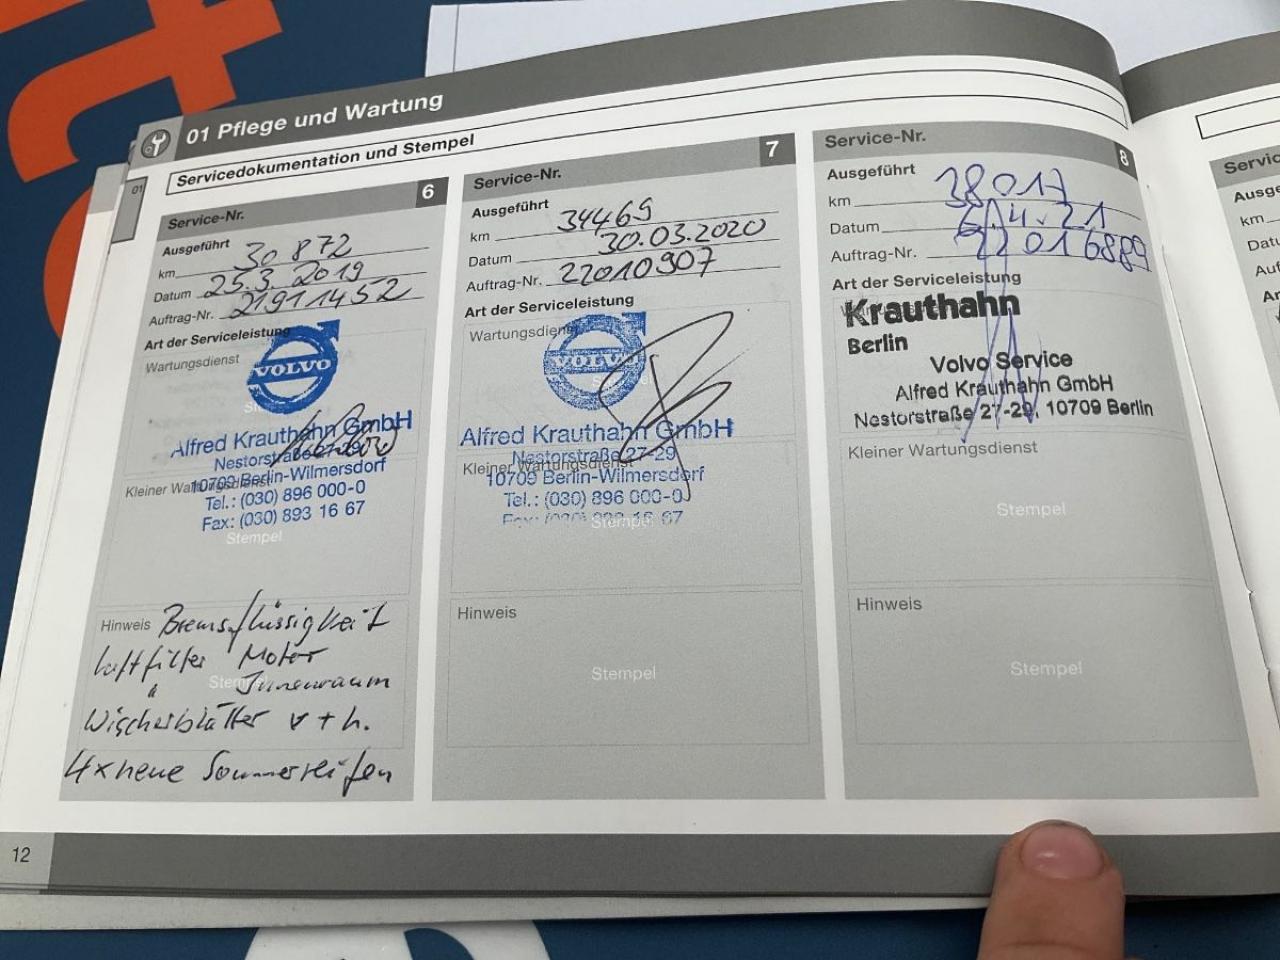 01 Pflege und Wartung
01
Servicedokumentation und Stempel
Service-Nr. 6
Ausgeführt
km 30 872
Datum 25.3. 2019
Auftrag-Nr. 21911452
Art der Serviceleistung
Wartungsdienst
VOLVO
Alfred Krauthahn GmbH
Nestorstraße 27-29
10709 Berlin-Wilmersdorf
Kleiner Wartungsdienst
Tel.: (030) 896 000-0
Fax: (030) 893 16 67
Stempel
Hinweis Bremsflüssigkeit
Luftfilter Motor
" Innenraum
Stempel
Wischerblätter v + h.
4x neue Sommerreifen
Service-Nr. 7
Ausgeführt
km 34469
Datum 30.03.2020
Auftrag-Nr. 22010907
Art der Serviceleistung
Wartungsdienst
VOLVO
Alfred Krauthahn GmbH
Nestorstraße 27-29
Kleiner Wartungsdienst
10709 Berlin-Wilmersdorf
Tel.: (030) 896 000-0
Stempel
Hinweis
Stempel
Service-Nr. 8
Ausgeführt
km 38017
Datum
Auftrag-Nr. 22016889
Art der Serviceleistung
Krauthahn
Berlin
Volvo Service
Alfred Krauthahn GmbH
Nestorstraße 27-29, 10709 Berlin
Kleiner Wartungsdienst
Stempel
Hinweis
Stempel
12